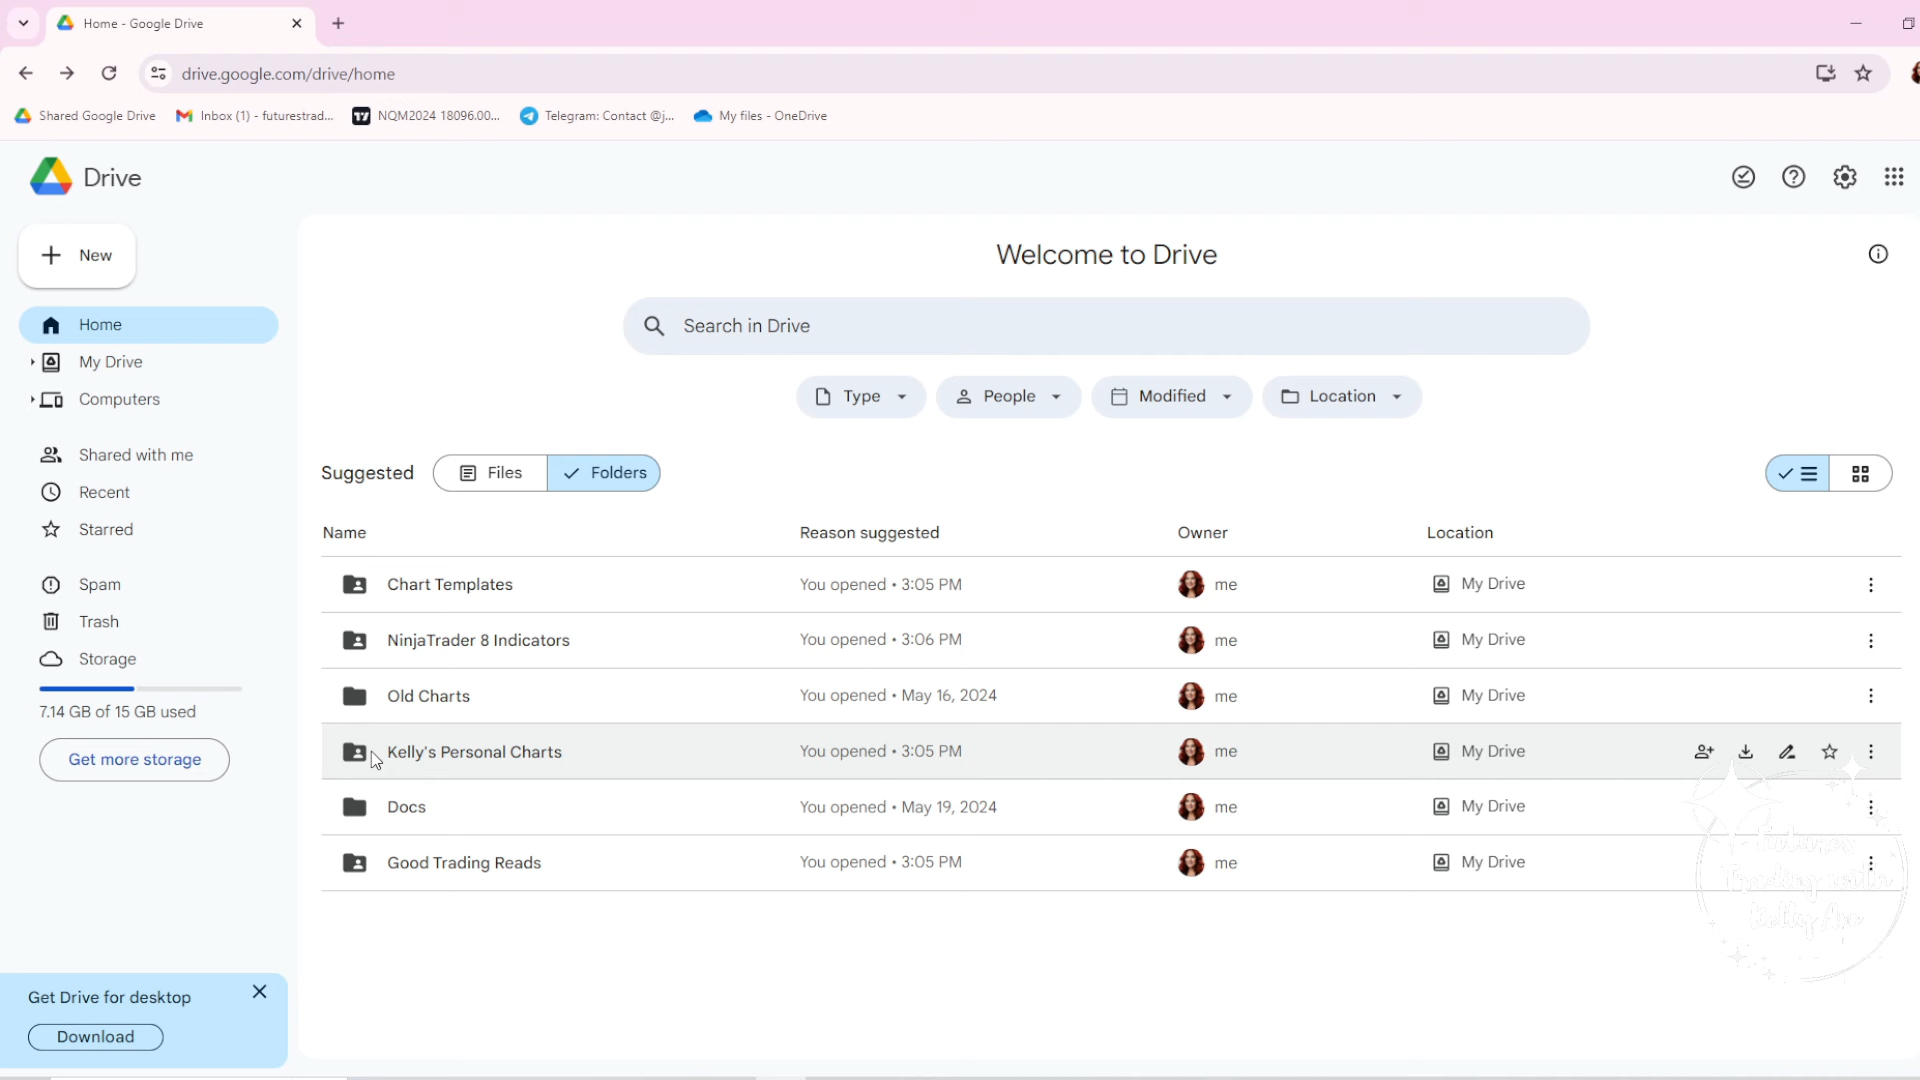 Home - Google Drive
drive.google.com/drive/home
Shared Google Drive
Inbox (1) - futurestrad...
NQM2024 18096.00...
Telegram: Contact @j...
My files - OneDrive
Drive
New
Welcome to Drive
Search in Drive
Home
My Drive
Computers
Type
People
Modified
Location
Shared with me
Recent
Starred
Suggested
Files
Folders
Name
Reason suggested
Owner
Location
Spam
Trash
Storage
7.14 GB of 15 GB used
Get more storage
Chart Templates
You opened • 3:05 PM
me
My Drive
NinjaTrader 8 Indicators
You opened • 3:06 PM
me
My Drive
Old Charts
You opened • May 16, 2024
me
My Drive
Kelly's Personal Charts
You opened • 3:05 PM
me
My Drive
Docs
You opened • May 19, 2024
me
My Drive
Good Trading Reads
You opened • 3:05 PM
me
My Drive
Futures
Trading with
Kelly Ann
Get Drive for desktop
Download